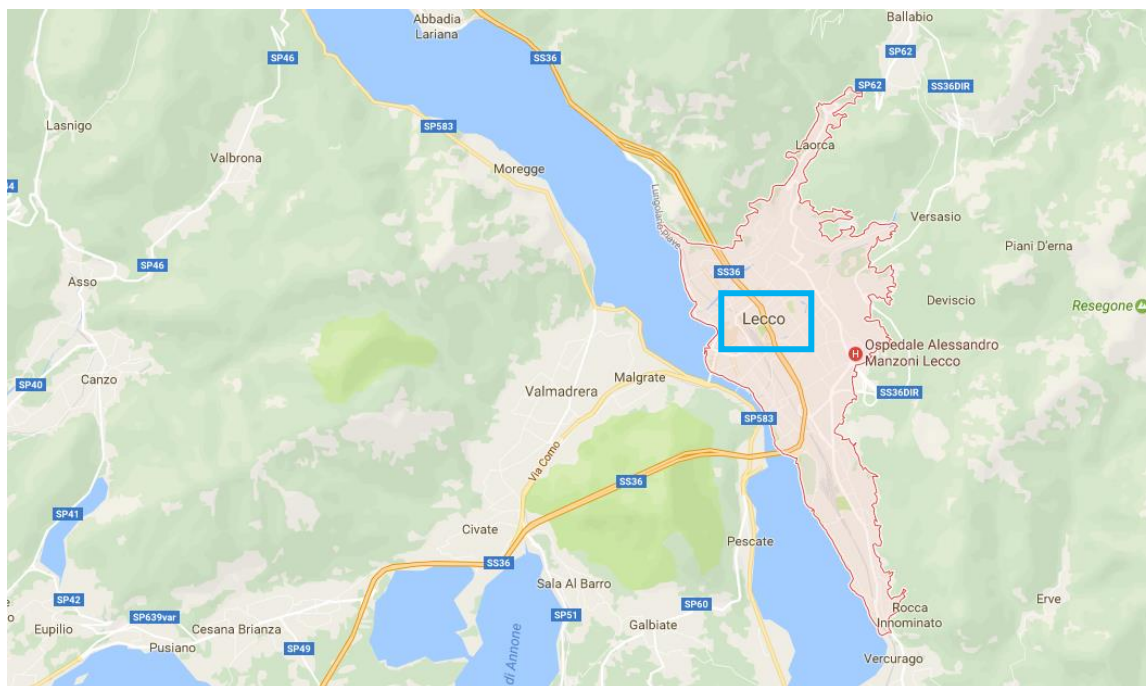 Abbadia
Lariana
Ballabio
SP46
SS36
SP62
SS36DIR
SP62
Lasnigo
SP583
Valbrona
Laorca
Moregge
Lungolario piave
Versasio
Piani D'erna
SP46
SS36
Asso
Deviscio
Resegone
Lecco
Ospedale Alessandro
Manzoni Lecco
H
SP40
Canzo
Malgrate
Valmadrera
SS36DIR
SP583
Via Como
SS36
SP41
Civate
Pescate
SS36
Sala Al Barro
SP42
SP639var
SP51
SP60
Rocca
Innominato
Erve
Eupilio
Cesana Brianza
Galbiate
Pusiano
SP49
di Annone
Vercurago